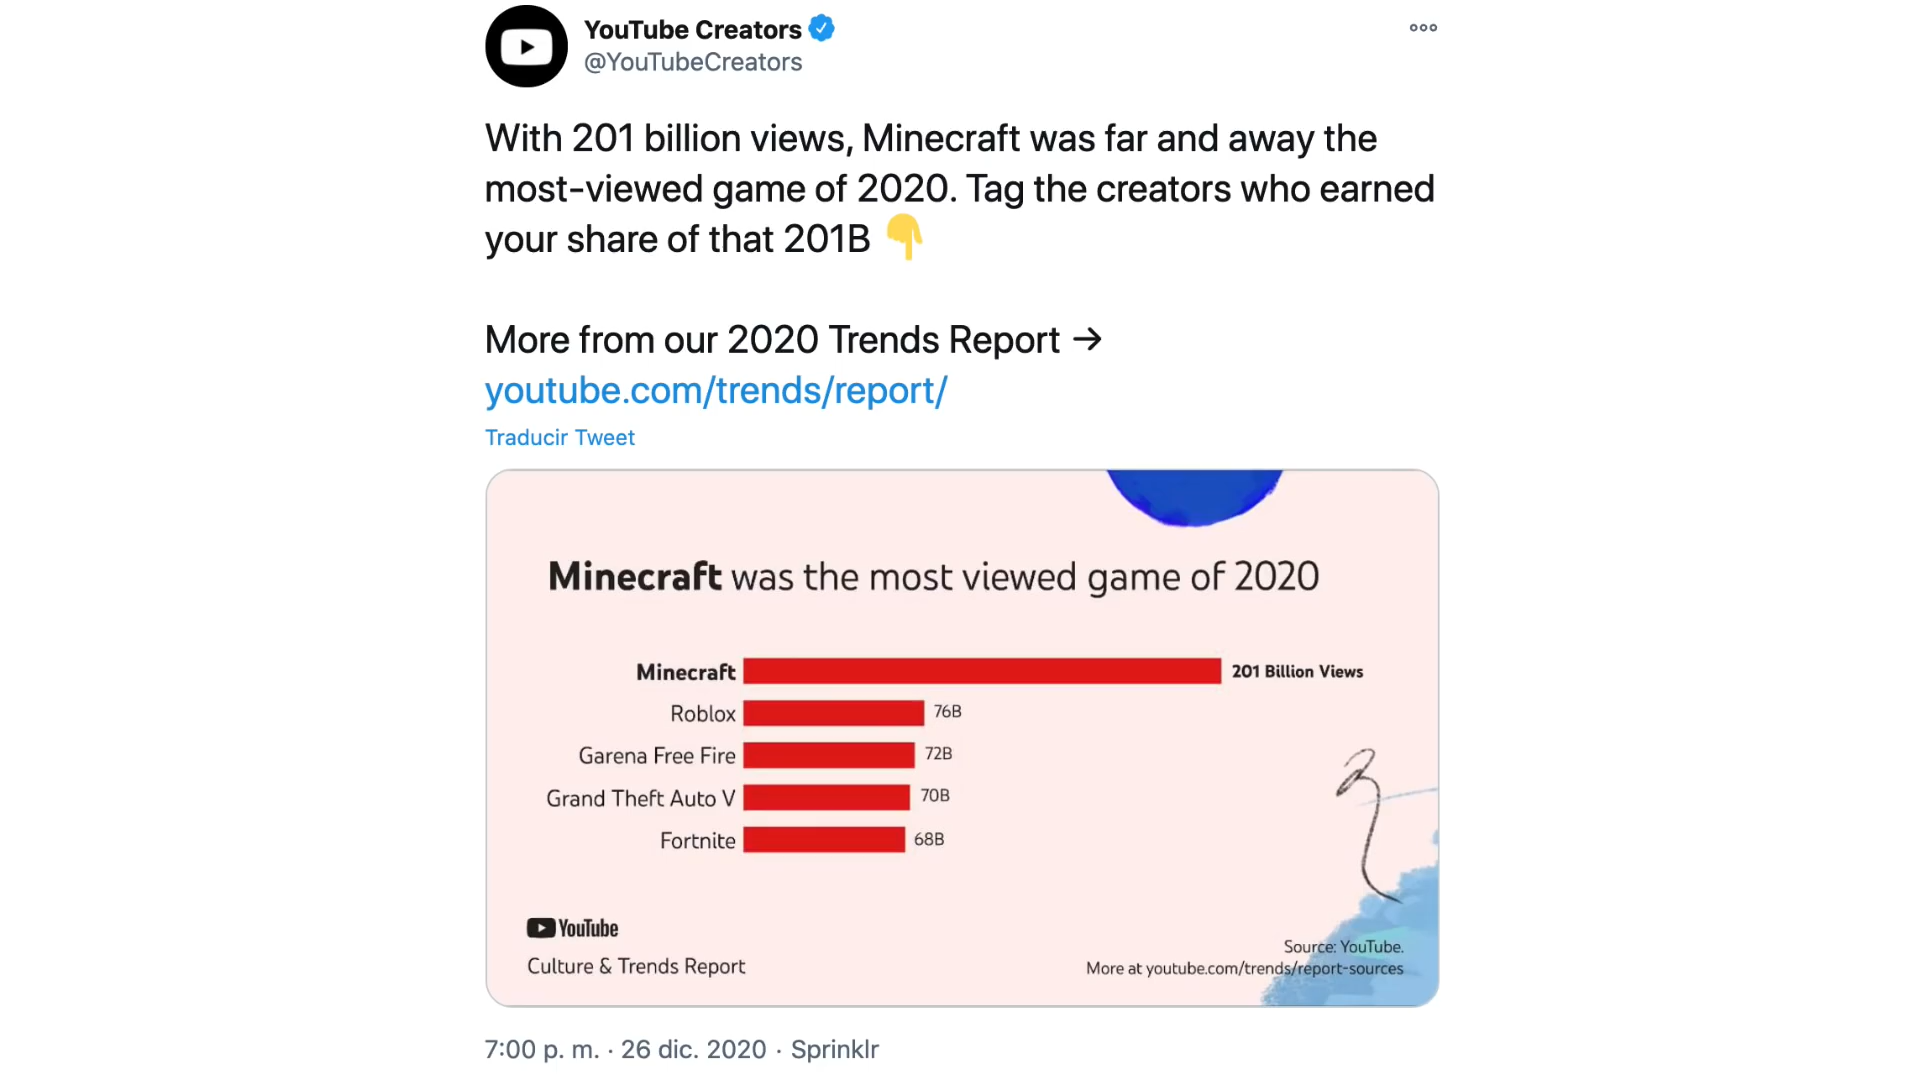 YouTube Creators
@YouTubeCreators
With 201 billion views, Minecraft was far and away the
most-viewed game of 2020. Tag the creators who earned
your share of that 201B 👇
More from our 2020 Trends Report →
youtube.com/trends/report/
Traducir Tweet
Minecraft was the most viewed game of 2020
Minecraft 201 Billion Views
Roblox 76B
Garena Free Fire 72B
Grand Theft Auto V 70B
Fortnite 68B
YouTube
Culture & Trends Report
Source: YouTube.
More at youtube.com/trends/report-sources
7:00 p. m. · 26 dic. 2020 · Sprinklr